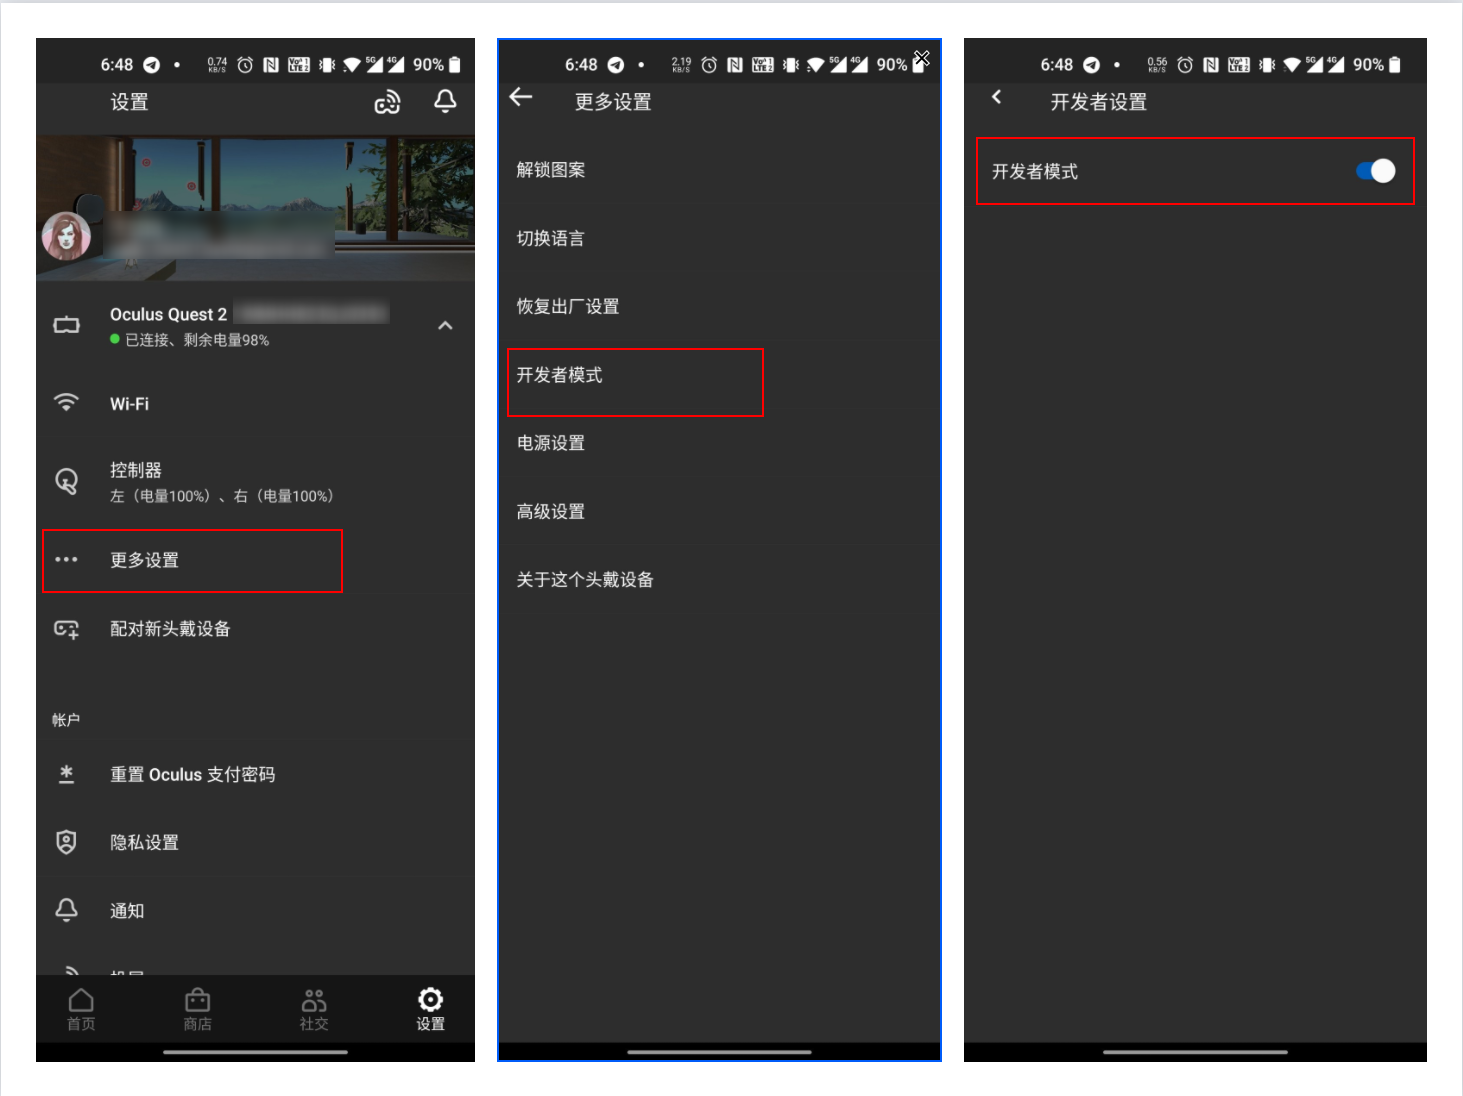 6:48
0.74
KB/S
5G
4G
90%
设置
Oculus Quest 2
已连接、剩余电量98%
Wi-Fi
控制器
左（电量100%）、右（电量100%）
更多设置
配对新头戴设备
帐户
重置 Oculus 支付密码
隐私设置
通知
首页
商店
社交
设置
6:48
2.19
KB/S
5G
4G
90%
更多设置
解锁图案
切换语言
恢复出厂设置
开发者模式
电源设置
高级设置
关于这个头戴设备
6:48
0.56
KB/S
5G
4G
90%
开发者设置
开发者模式